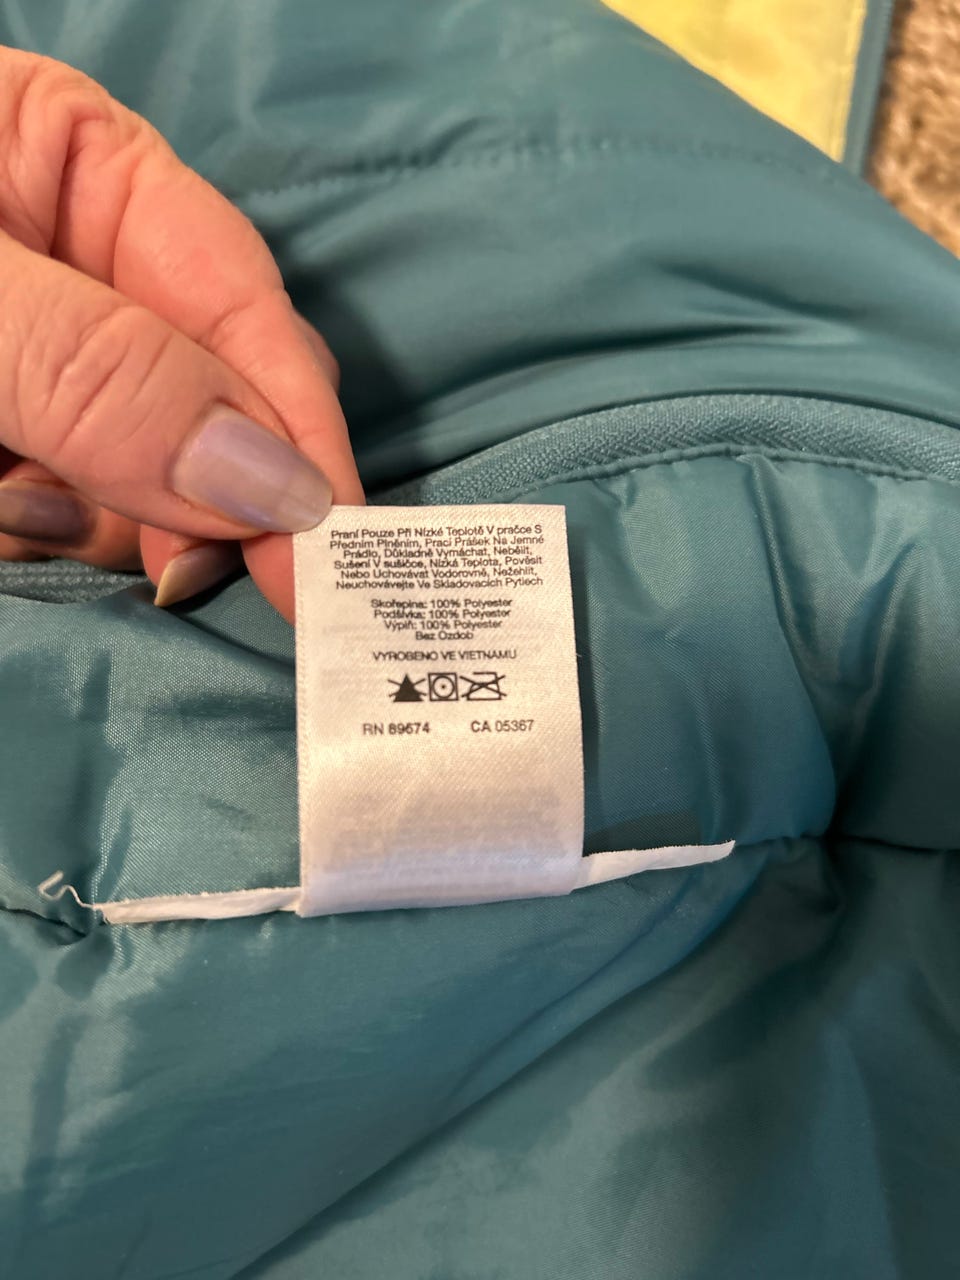 Praní Pouze Při Nízké Teplotě V pračce S
Předním Plněním, Prací Prášek Na Jemné
Prádlo, Důkladně Vymáchat, Nebělit,
Sušení V sušičce, Nízká Teplota, Pověsit
Nebo Uchovávat Vodorovně, Nežehlit,
Neuchovávejte Ve Skladovacích Pytlech
Skořepina: 100% Polyester
Podšívka: 100% Polyester
Výplň: 100% Polyester
Bez Ozdob
VYROBENO VE VIETNAMU
RN 89674 CA 05367